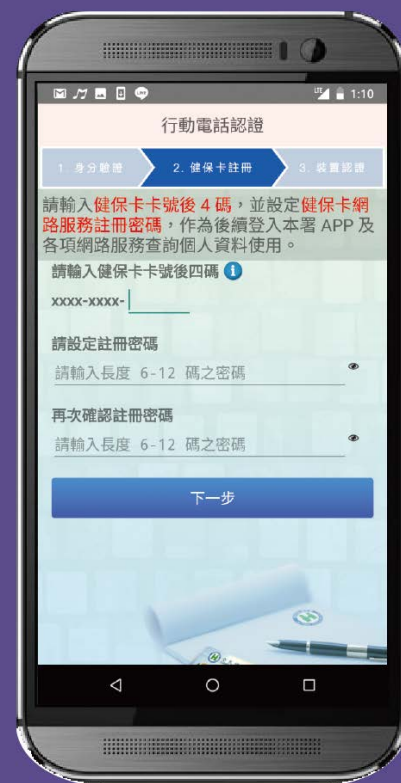 LTE 1:10
行動電話認證
1. 身分驗證
2. 健保卡註冊
3. 裝置認證
請輸入健保卡卡號後 4 碼，並設定健保卡網
路服務註冊密碼，作為後續登入本署 APP 及
各項網路服務查詢個人資料使用。
請輸入健保卡卡號後四碼
xxxx-xxxx-
請設定註冊密碼
請輸入長度 6-12 碼之密碼
再次確認註冊密碼
請輸入長度 6-12 碼之密碼
下一步